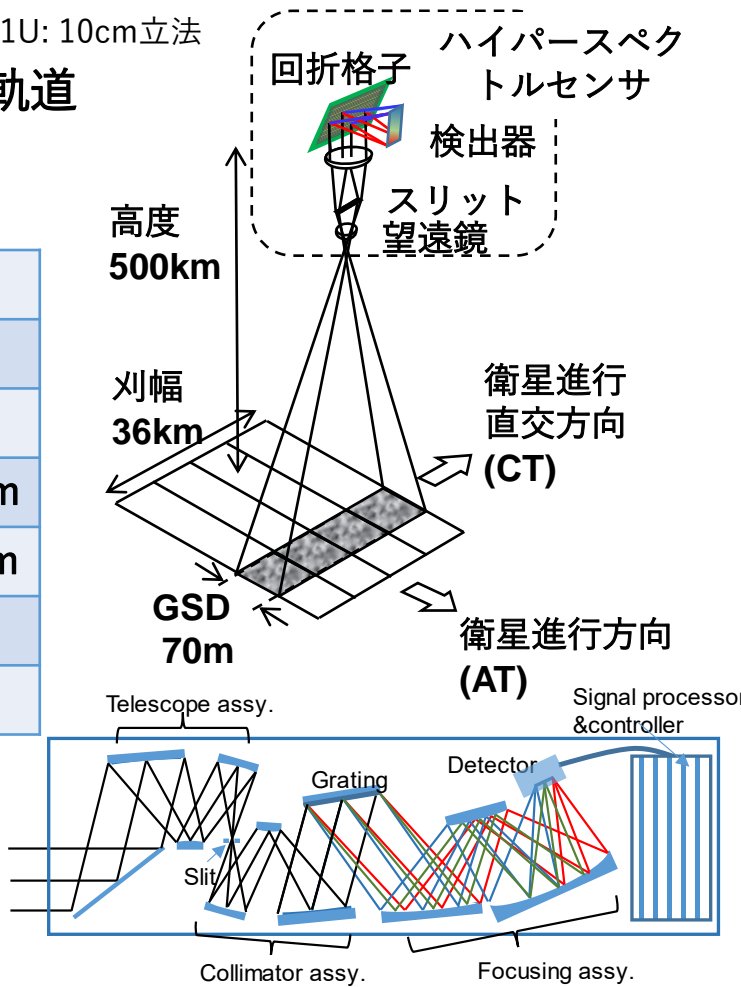 1U: 10cm立法
軌道
ハイパースペク
トルセンサ
回折格子
検出器
スリット
望遠鏡
高度
500km
刈幅
36km
衛星進行
直交方向
(CT)
m
m
GSD
70m
衛星進行方向
(AT)
Telescope assy.
Signal processor
&controller
Detector
Grating
Slit
Collimator assy.
Focusing assy.